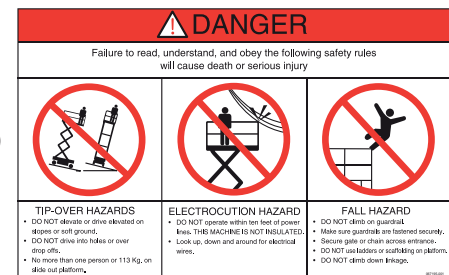 DANGER
Failure to read, understand, and obey the following safety rules
will cause death or serious injury
TIP-OVER HAZARDS
• DO NOT elevate or drive elevated on
slopes or soft ground.
• DO NOT drive into holes or over
drop offs.
• No more than one person or 113 Kg, on
slide out platform.
ELECTROCUTION HAZARD
• DO NOT operate within ten feet of power
lines. THIS MACHINE IS NOT INSULATED.
• Look up, down and around for electrical
wires.
FALL HAZARD
• DO NOT climb on guardrail.
• Make sure guardrails are fastened securely.
• Secure gate or chain across entrance.
• DO NOT use ladders or scaffolding on platform.
• DO NOT climb down linkage.